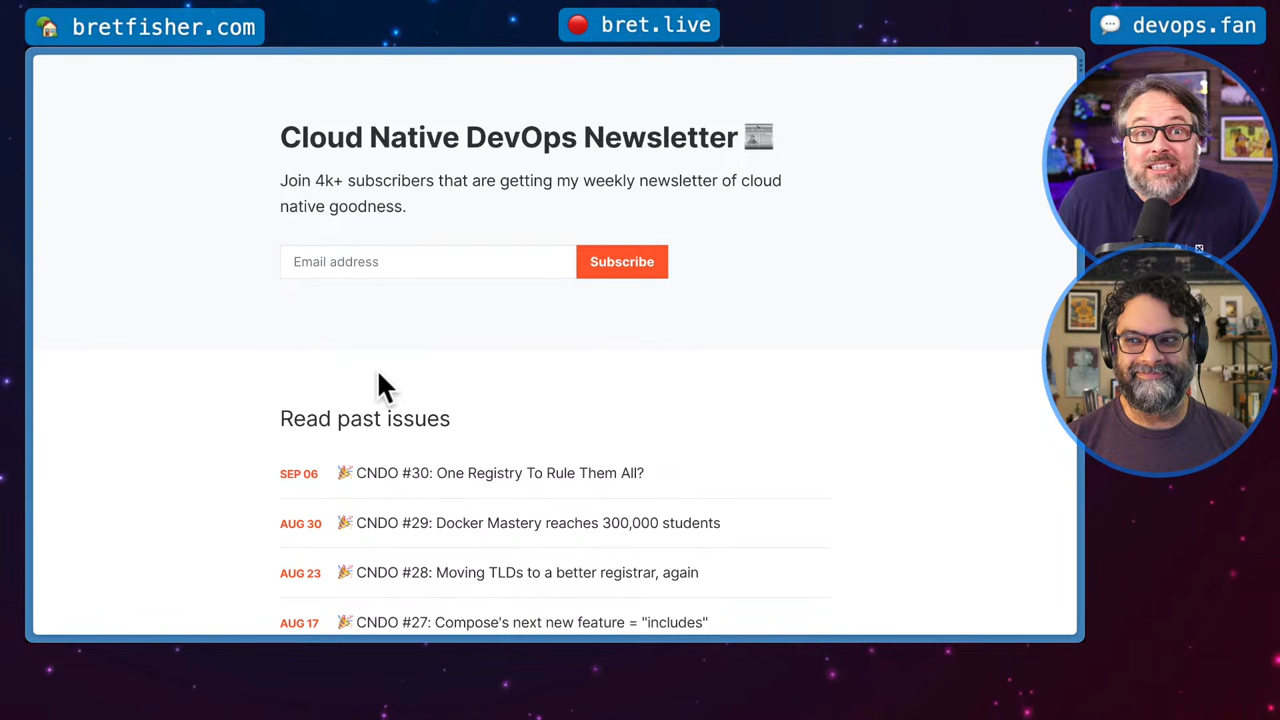 bretfisher.com
bret.live
devops.fan
Cloud Native DevOps Newsletter
Join 4k+ subscribers that are getting my weekly newsletter of cloud
native goodness.
Email address
Subscribe
Read past issues
SEP 06 CNDO #30: One Registry To Rule Them All?
AUG 30 CNDO #29: Docker Mastery reaches 300,000 students
AUG 23 CNDO #28: Moving TLDs to a better registrar, again
AUG 17 CNDO #27: Compose's next new feature = "includes"